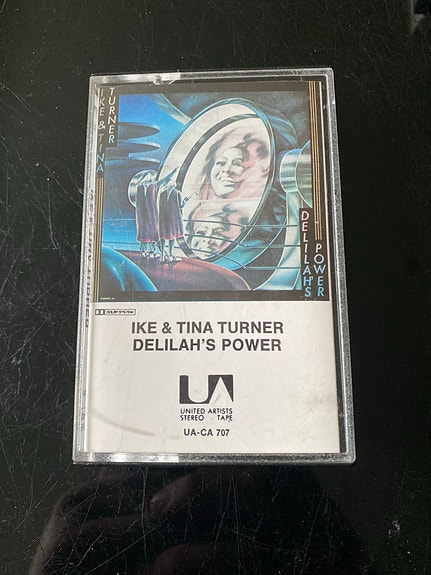 IKE & TINA
TURNER
DELILAH'S
POWER
DOLBY SYSTEM
IKE & TINA TURNER
DELILAH'S POWER
UA
UNITED ARTISTS
STEREO TAPE
UA-CA 707